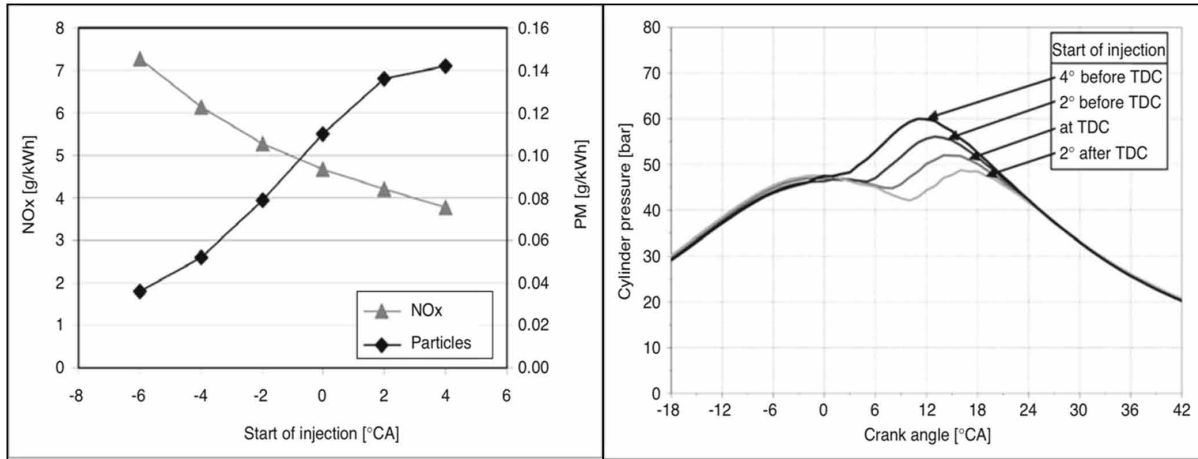 8
7
6
5
4
3
2
1
0
NOx [g/kWh]
0.16
0.14
0.12
0.10
0.08
0.06
0.04
0.02
0.00
PM [g/kWh]
NOx
Particles
-6 -4 -2 0 2 4 6
Start of injection [°CA]
80
70
60
50
40
30
20
10
0
Cylinder pressure [bar]
Start of injection
4° before TDC
2° before TDC
at TDC
2° after TDC
-18 -12 -6 0 6 12 18 24 30 36 42
Crank angle [°CA]